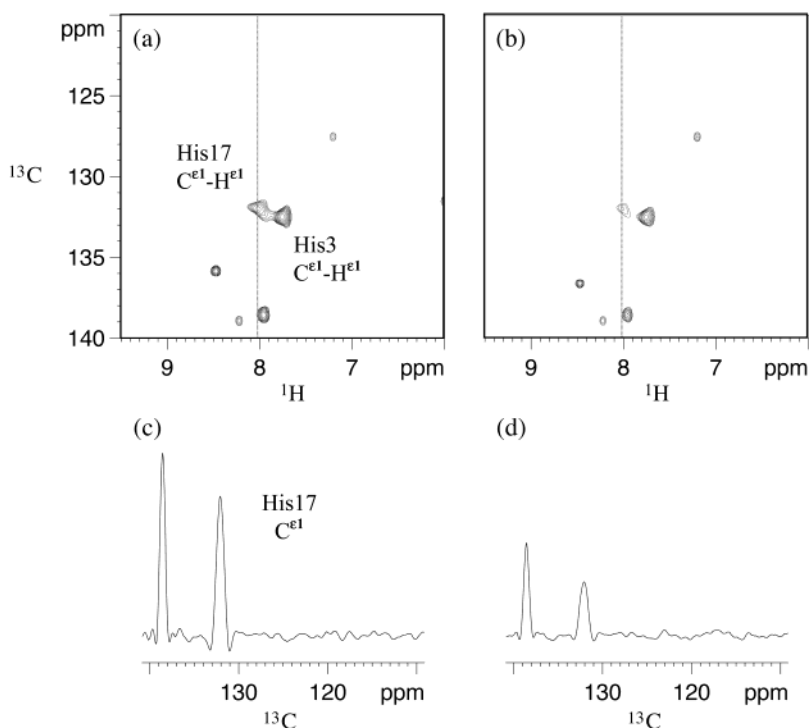 ppm
(a)
(b)
125
His17
Cε1-Hε1
13C
130
His3
Cε1-Hε1
135
140
9 8 7 ppm
1H
9 8 7 ppm
1H
(c)
(d)
His17
Cε1
130 120 ppm
13C
130 120 ppm
13C